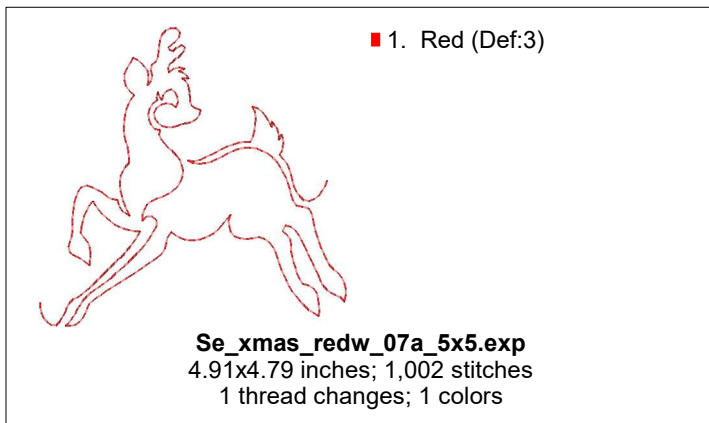 1. Red (Def:3)
Se_xmas_redw_07a_5x5.exp
4.91x4.79 inches; 1,002 stitches
1 thread changes; 1 colors